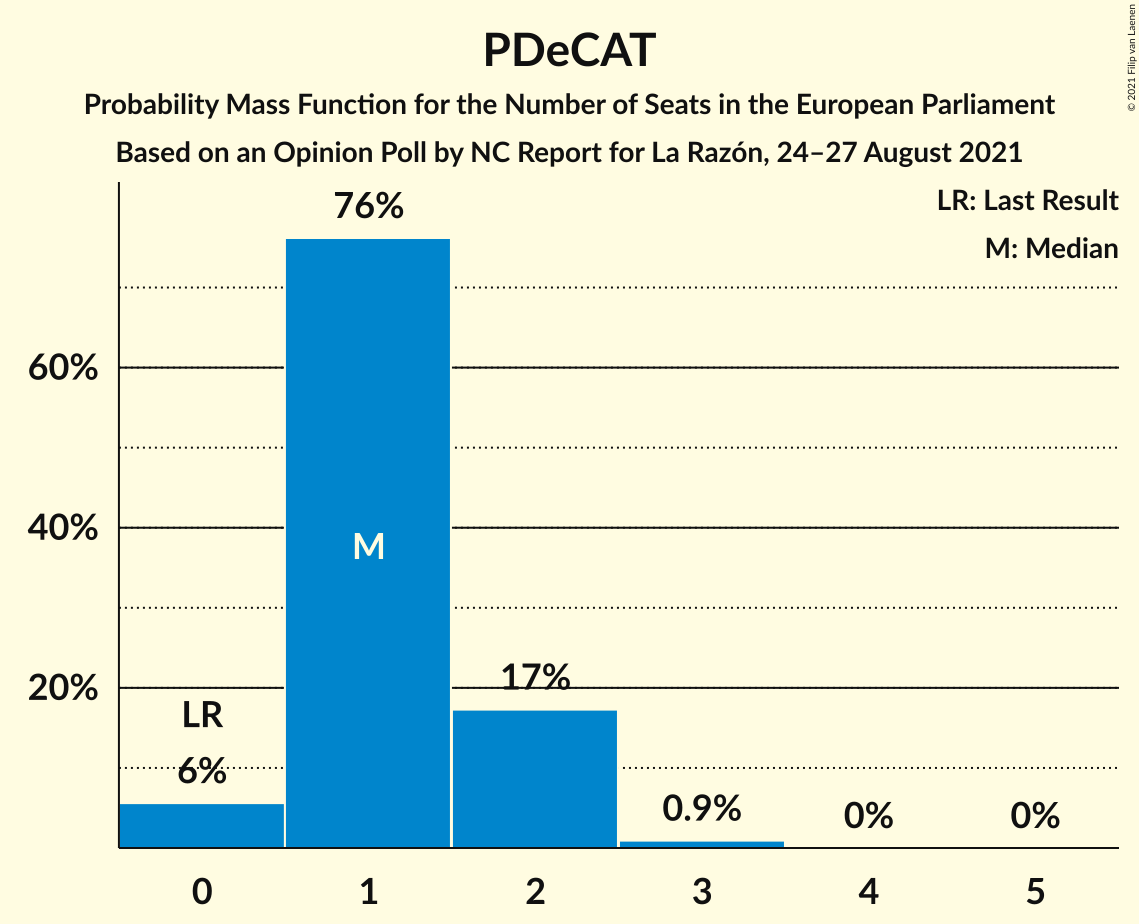 PDeCAT
Probability Mass Function for the Number of Seats in the European Parliament
Based on an Opinion Poll by NC Report for La Razón, 24–27 August 2021
© 2021 Filip van Laenen
LR: Last Result
M: Median
76%
60%
40%
M
17%
20%
LR
6%
0.9%
0%
0%
0
1
2
3
4
5